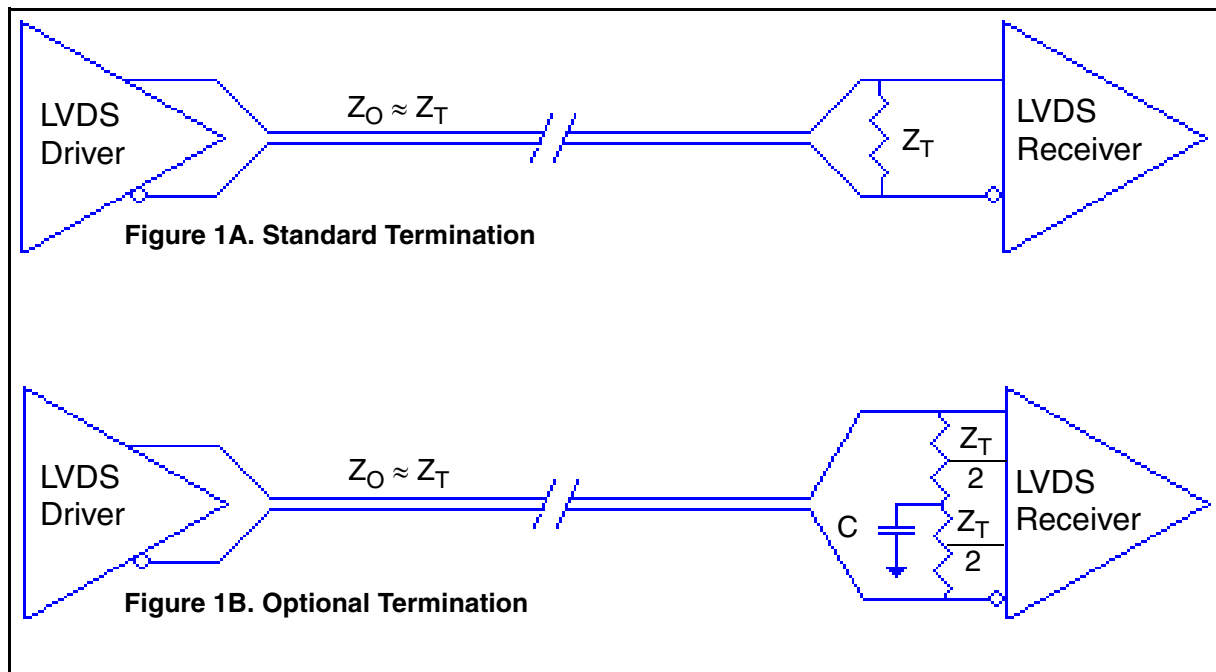 LVDS
Driver
Z_O ≈ Z_T
Z_T
LVDS
Receiver
Figure 1A. Standard Termination
LVDS
Driver
Z_O ≈ Z_T
C
Z_T
2
Z_T
2
LVDS
Receiver
Figure 1B. Optional Termination